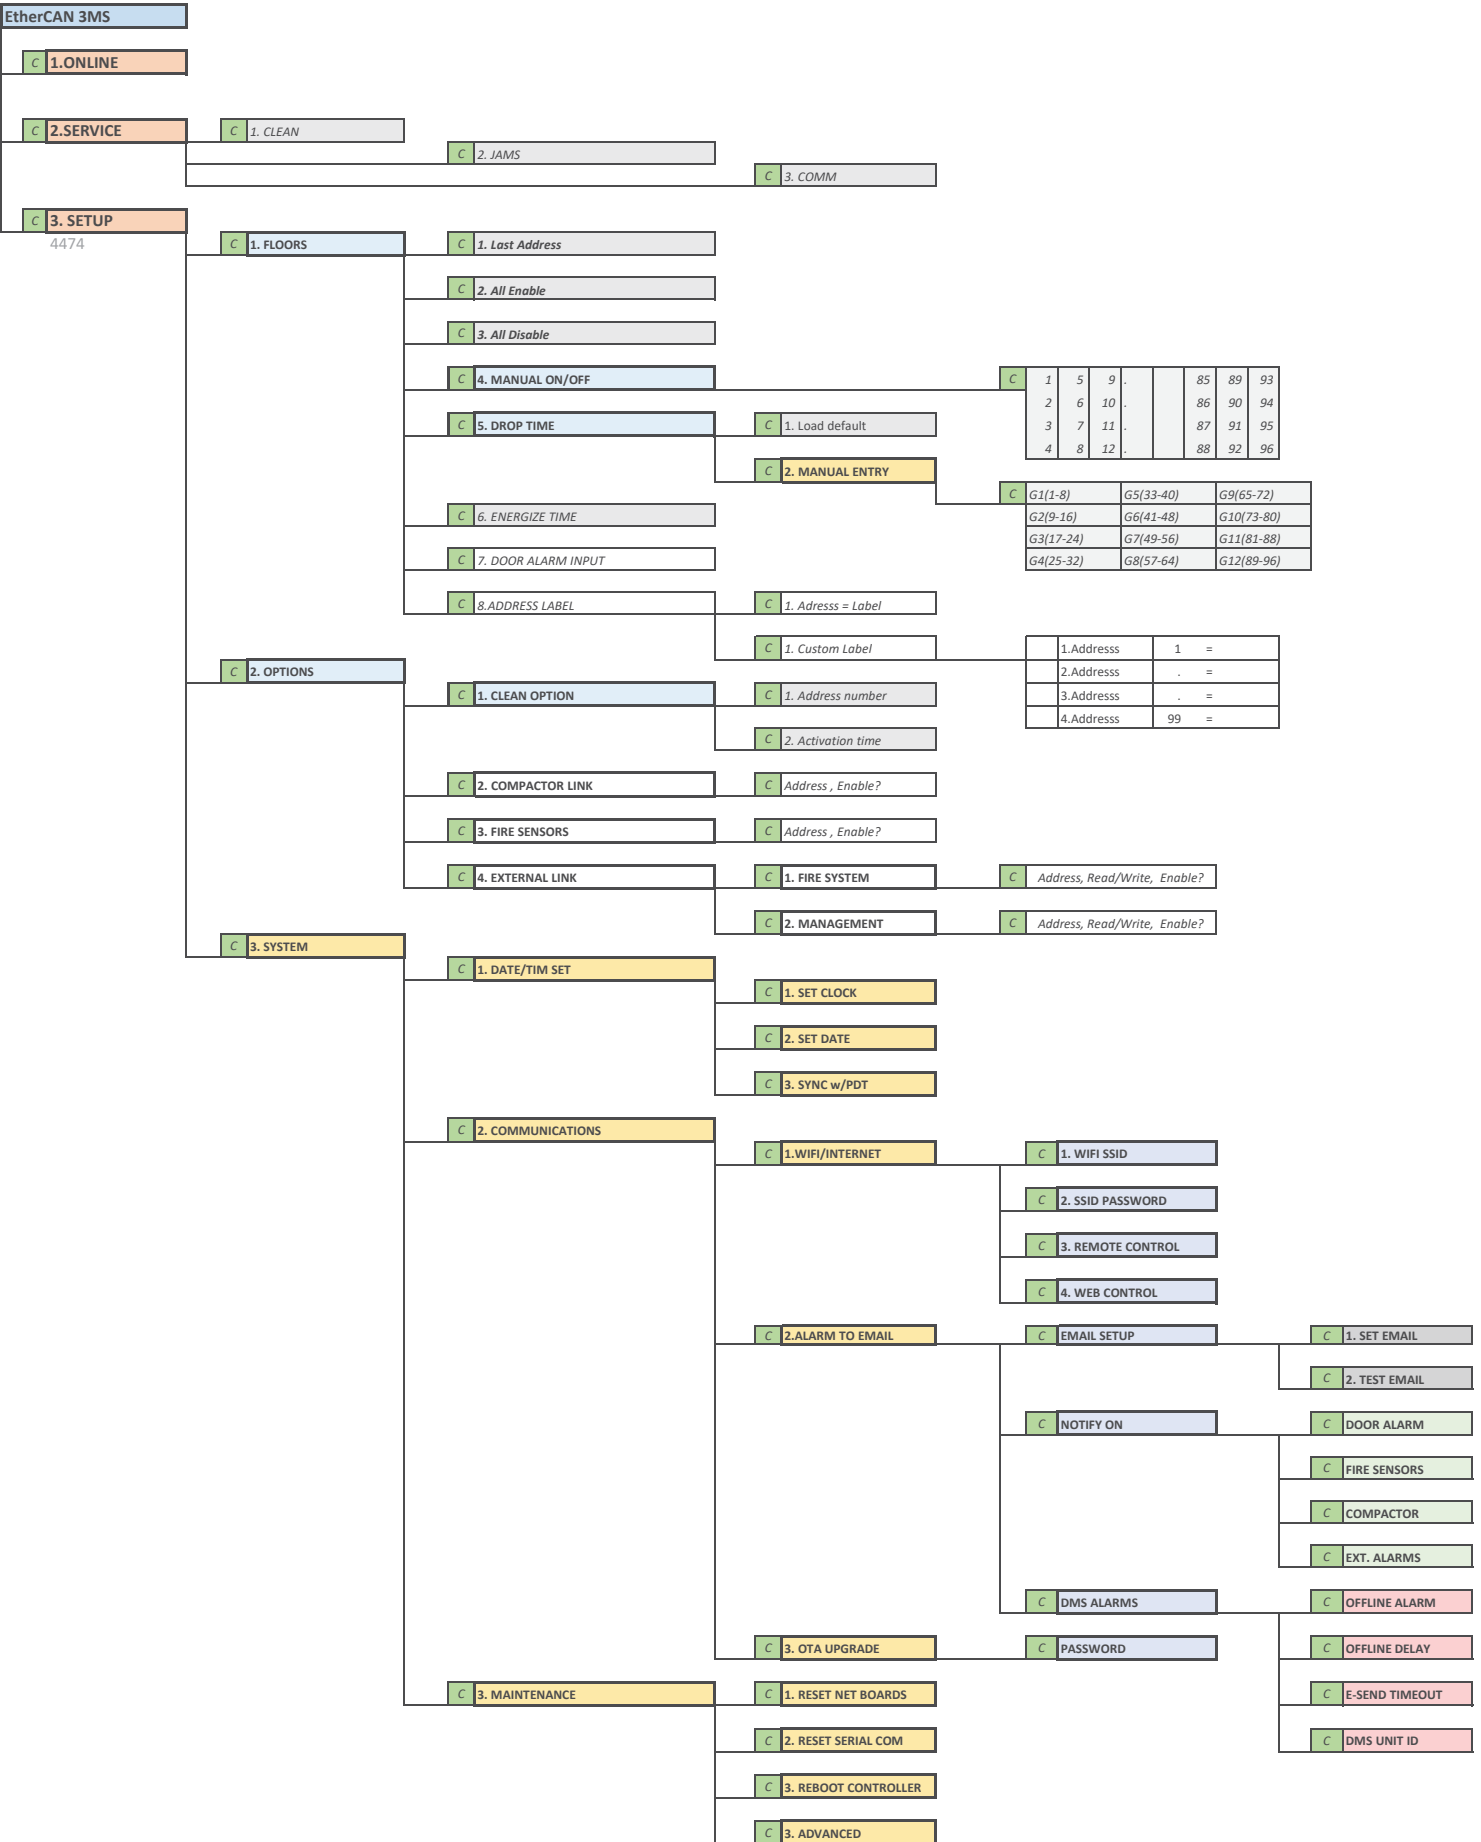 EtherCAN 3MS
C 1.ONLINE
C 2.SERVICE C 1. CLEAN
C 2. JAMS
C 3. COMM
C 3. SETUP
4474 C 1. FLOORS C 1. Last Address
C 2. All Enable
C 3. All Disable
C 4. MANUAL ON/OFF C 1 5 9 . 85 89 93
2 6 10 . 86 90 94
C 5. DROP TIME C 1. Load default 3 7 11 . 87 91 95
4 8 12 . 88 92 96
C 2. MANUAL ENTRY
C G1(1-8) G5(33-40) G9(65-72)
C 6. ENERGIZE TIME G2(9-16) G6(41-48) G10(73-80)
G3(17-24) G7(49-56) G11(81-88)
C 7. DOOR ALARM INPUT G4(25-32) G8(57-64) G12(89-96)
C 8.ADDRESS LABEL C 1. Adresss = Label
C 1. Custom Label 1.Addresss 1 =
C 2. OPTIONS 2.Addresss . =
C 1. CLEAN OPTION C 1. Address number 3.Addresss . =
4.Addresss 99 =
C 2. Activation time
C 2. COMPACTOR LINK C Address , Enable?
C 3. FIRE SENSORS C Address , Enable?
C 4. EXTERNAL LINK C 1. FIRE SYSTEM C Address, Read/Write, Enable?
C 2. MANAGEMENT C Address, Read/Write, Enable?
C 3. SYSTEM
C 1. DATE/TIM SET
C 1. SET CLOCK
C 2. SET DATE
C 3. SYNC w/PDT
C 2. COMMUNICATIONS
C 1.WIFI/INTERNET C 1. WIFI SSID
C 2. SSID PASSWORD
C 3. REMOTE CONTROL
C 4. WEB CONTROL
C 2.ALARM TO EMAIL C EMAIL SETUP C 1. SET EMAIL
C 2. TEST EMAIL
C NOTIFY ON C DOOR ALARM
C FIRE SENSORS
C COMPACTOR
C EXT. ALARMS
C DMS ALARMS C OFFLINE ALARM
C 3. OTA UPGRADE C PASSWORD C OFFLINE DELAY
C 3. MAINTENANCE C 1. RESET NET BOARDS C E-SEND TIMEOUT
C 2. RESET SERIAL COM C DMS UNIT ID
C 3. REBOOT CONTROLLER
C 3. ADVANCED